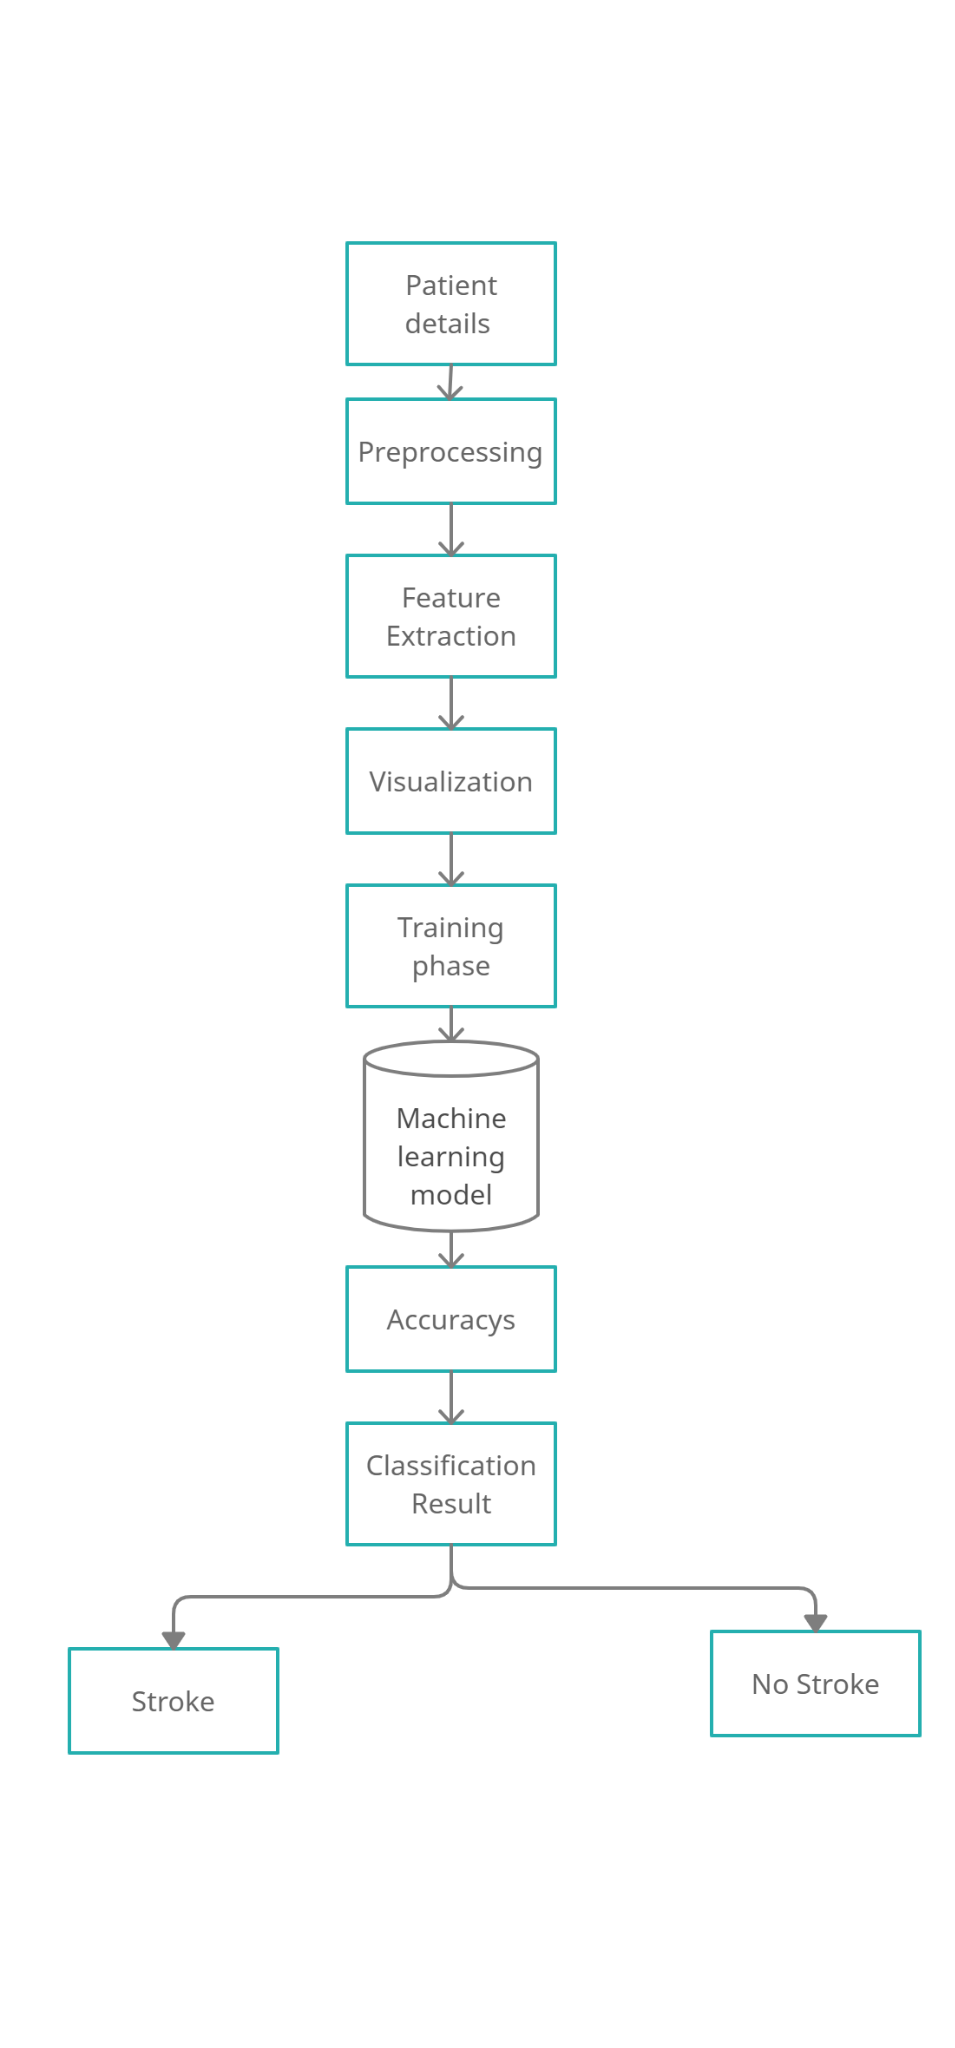 Patient
details
Preprocessing
Feature
Extraction
Visualization
Training
phase
Machine
learning
model
Accuracys
Classification
Result
Stroke
No Stroke